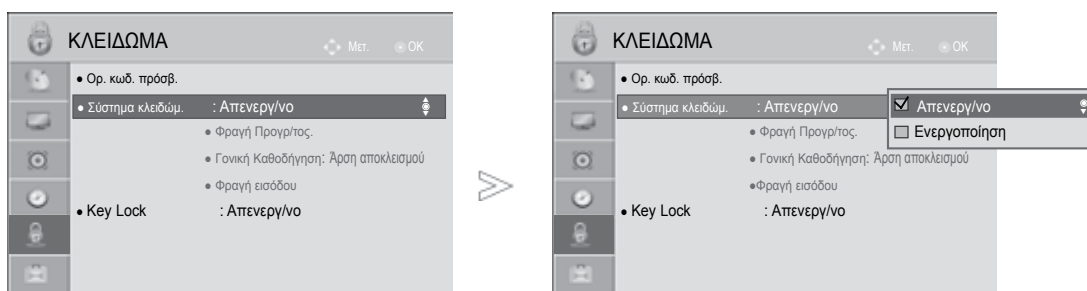 ΚΛΕΙΔΩΜΑ
Μετ. OK
● Ορ. κωδ. πρόσβ.
● Σύστημα κλειδώμ. : Απενεργ/νο
● Φραγή Προγρ/τος.
● Γονική Καθοδήγηση: Άρση αποκλεισμού
● Φραγή εισόδου
● Key Lock : Απενεργ/νο
ΚΛΕΙΔΩΜΑ
Μετ. OK
● Ορ. κωδ. πρόσβ.
● Σύστημα κλειδώμ. : Απενεργ/νο
Απενεργ/νο
Ενεργοποίηση
● Φραγή Προγρ/τος.
● Γονική Καθοδήγηση: Άρση αποκλεισμού
●Φραγή εισόδου
● Key Lock : Απενεργ/νο